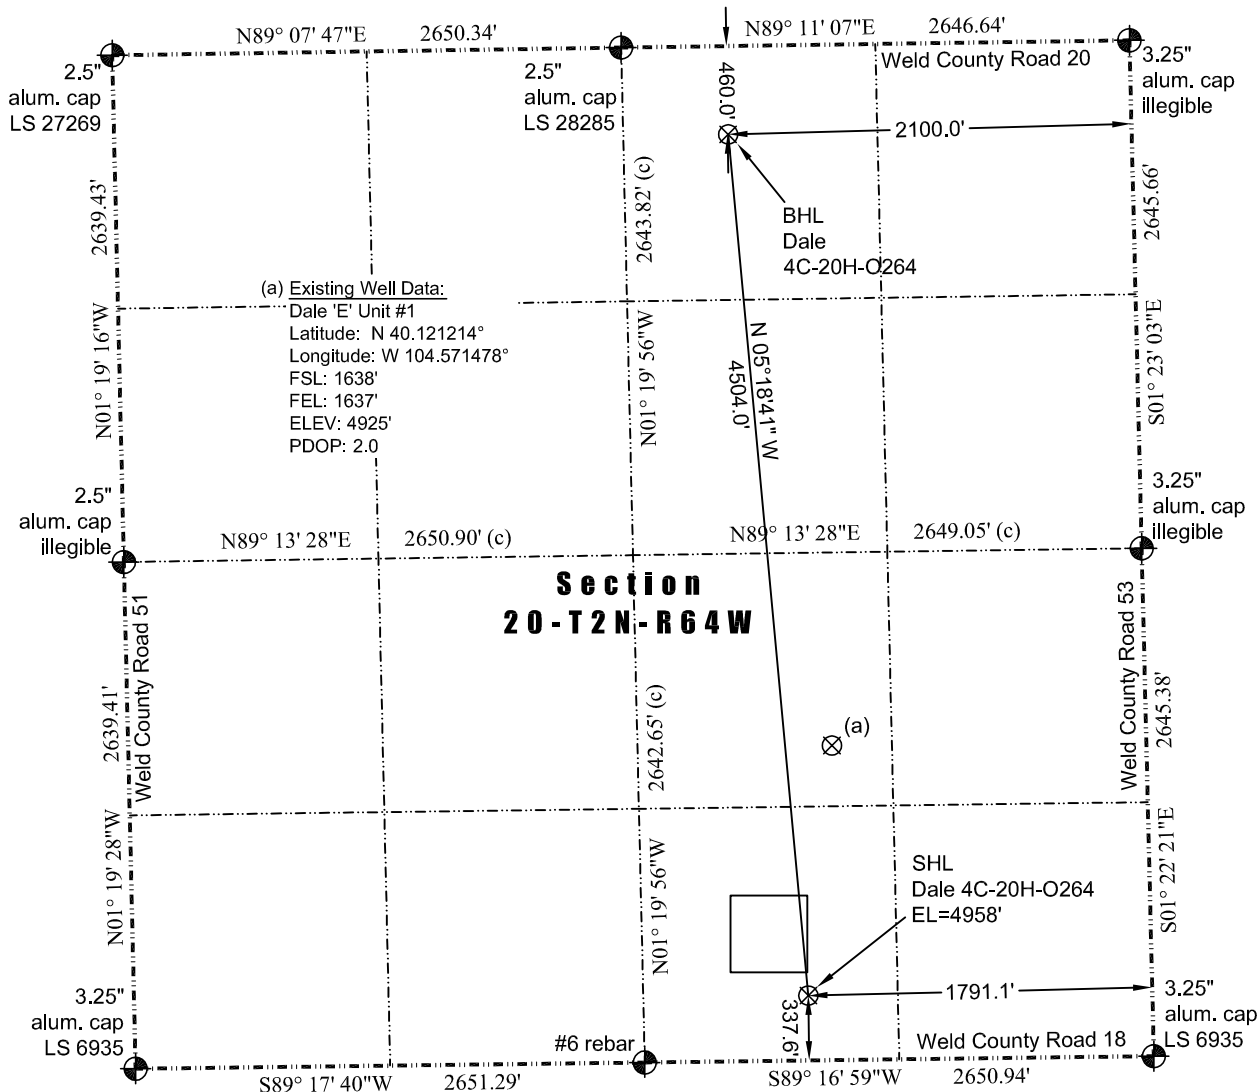 N89° 07' 47"E 2650.34'
N89° 11' 07"E 2646.64'
Weld County Road 20
2.5"
alum. cap
LS 27269
2.5"
alum. cap
LS 28285
3.25"
alum. cap
illegible
460.0'
2100.0'
2639.43'
N01° 19' 16"W
2643.82' (c)
N01° 19' 56"W
2645.66'
S01° 23' 03"E
BHL
Dale
4C-20H-O264
(a) Existing Well Data:
Dale 'E' Unit #1
Latitude: N 40.121214°
Longitude: W 104.571478°
FSL: 1638'
FEL: 1637'
ELEV: 4925'
PDOP: 2.0
N 05°18'41" W
4504.0'
2.5"
alum. cap
illegible
3.25"
alum. cap
illegible
N89° 13' 28"E 2650.90' (c)
N89° 13' 28"E 2649.05' (c)
Section
20-T2N-R64W
Weld County Road 51
2639.41'
N01° 19' 28"W
2642.65' (c)
N01° 19' 56"W
(a)
Weld County Road 53
2645.38'
S01° 22' 21"E
SHL
Dale 4C-20H-O264
EL=4958'
1791.1'
337.6'
3.25"
alum. cap
LS 6935
#6 rebar
Weld County Road 18
3.25"
alum. cap
LS 6935
S89° 17' 40"W 2651.29'
S89° 16' 59"W 2650.94'